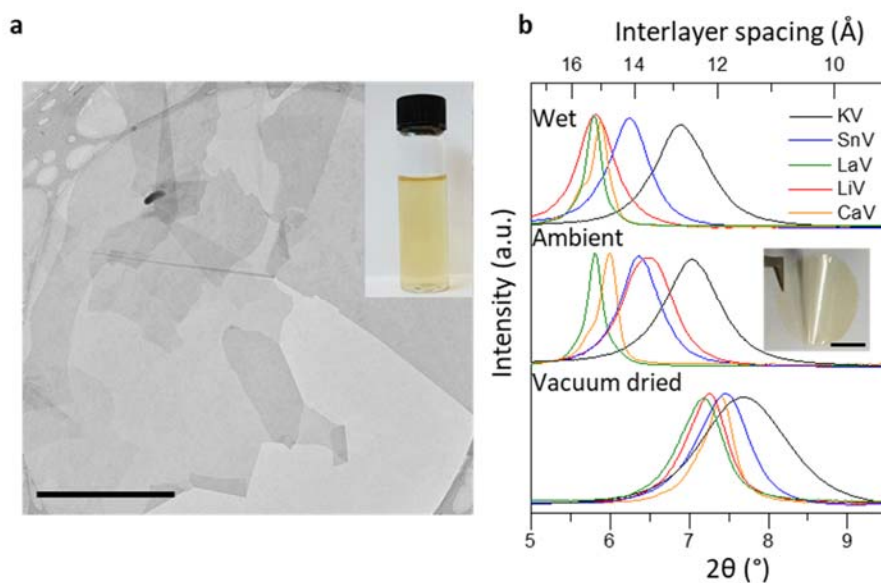 a
b
Interlayer spacing (Å)
16 14 12 10
Wet
KV
SnV
LaV
LiV
CaV
Ambient
Vacuum dried
Intensity (a.u.)
5 6 7 8 9
2θ (°)